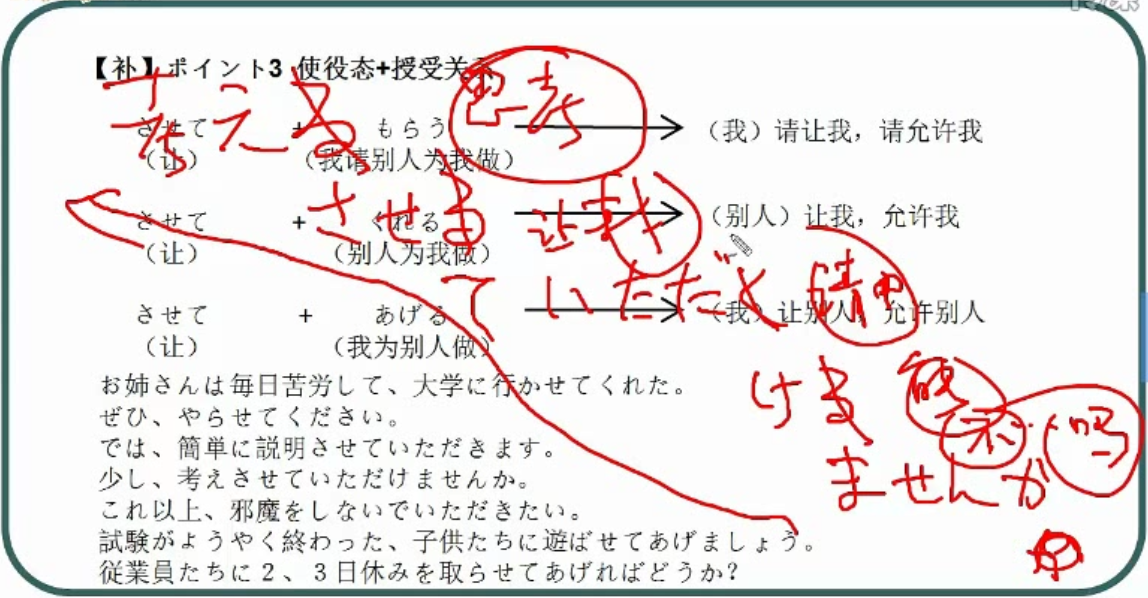 【补】ポイント3 使役态+授受关系
させて + もらう （我）请让我，请允许我
（让） （我请别人为我做）
させて + くれる （别人）让我，允许我
（让） （别人为我做）
させて + あげる （我）让别人，允许别人
（让） （我为别人做）
お姉さんは毎日苦労して、大学に行かせてくれた。
ぜひ、やらせてください。
では、簡単に説明させていただきます。
少し、考えさせていただけませんか。
これ以上、邪魔をしないでいただきたい。
試験がようやく終わった、子供たちに遊ばせてあげましょう。
従業員たちに２、３日休みを取らせてあげればどうか？
考える 思考
させる 让我
て いただく 请
ける 能
ませんか 不 吗